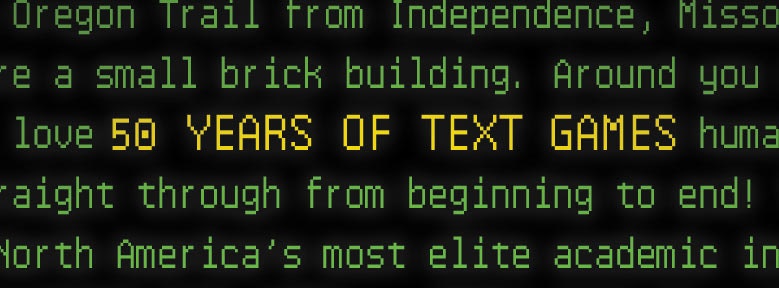 Oregon Trail from Independence, Misso
re a small brick building. Around you
love 50 YEARS OF TEXT GAMES huma
raight through from beginning to end!
North America's most elite academic in